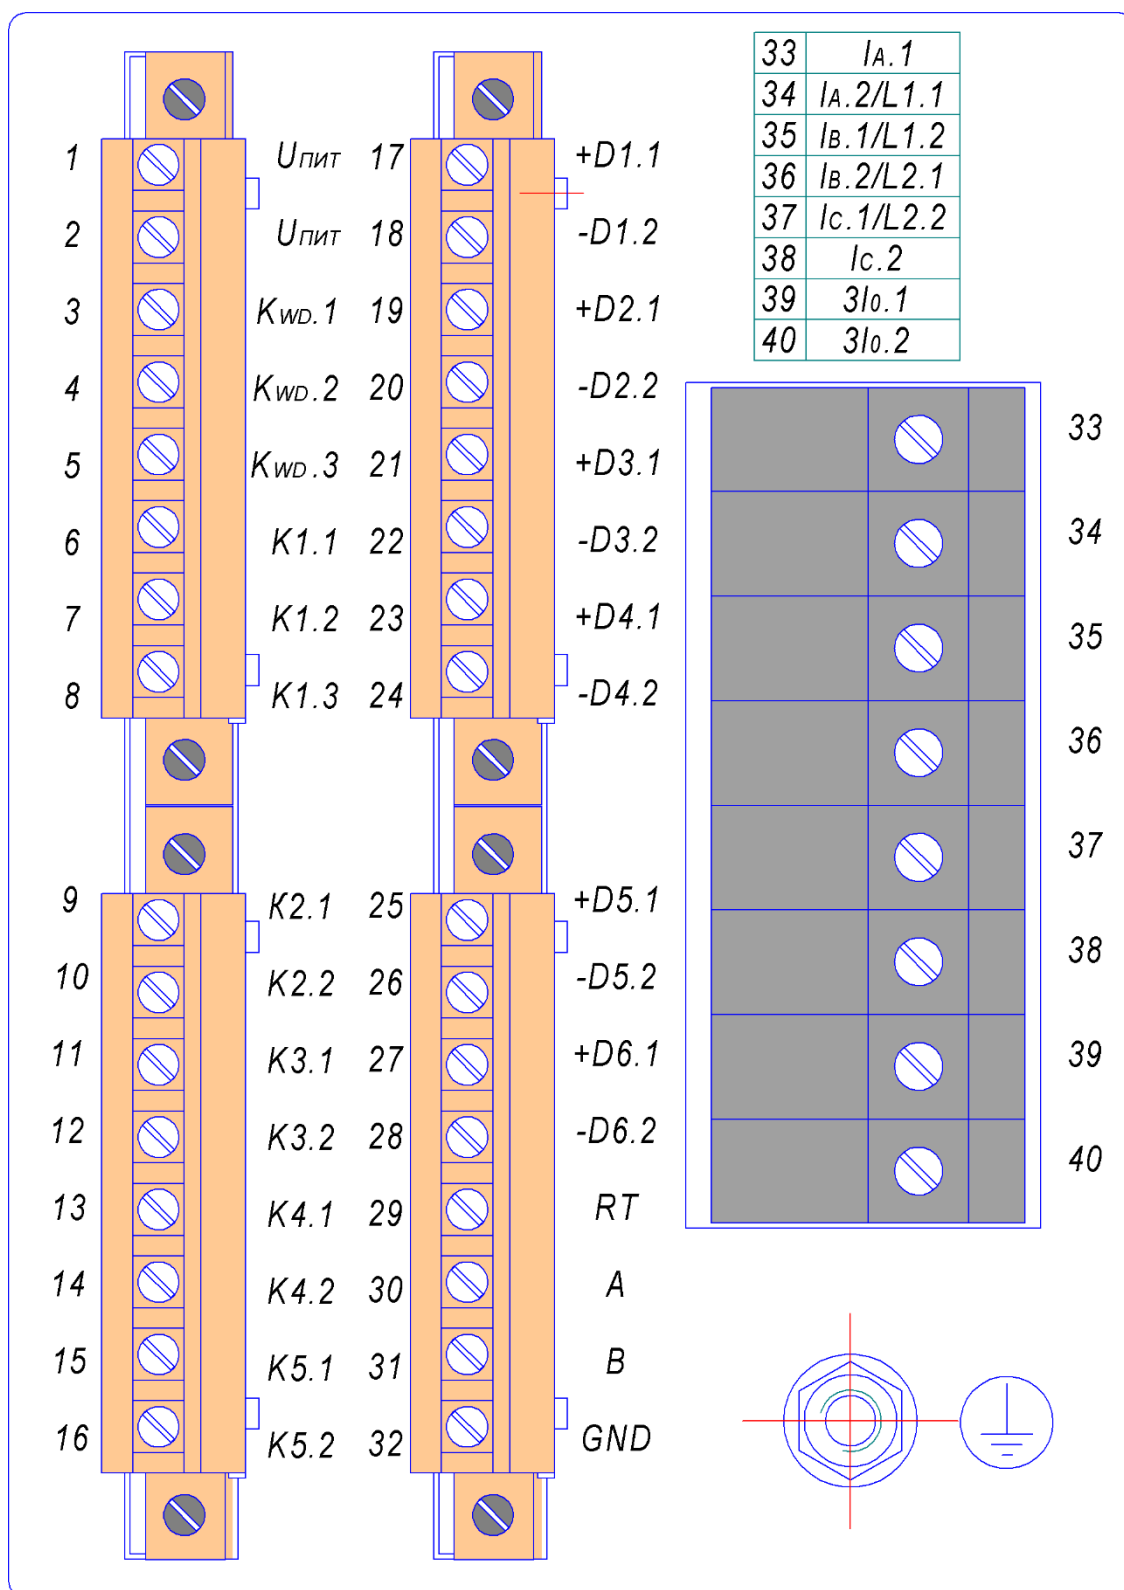 1 Uпит 17 +D1.1
2 Uпит 18 -D1.2
3 KWD.1 19 +D2.1
4 KWD.2 20 -D2.2
5 KWD.3 21 +D3.1
6 K1.1 22 -D3.2
7 K1.2 23 +D4.1
8 K1.3 24 -D4.2
9 K2.1 25 +D5.1
10 K2.2 26 -D5.2
11 K3.1 27 +D6.1
12 K3.2 28 -D6.2
13 K4.1 29 RT
14 K4.2 30 A
15 K5.1 31 B
16 K5.2 32 GND
33 IA.1
34 IA.2/L1.1
35 IB.1/L1.2
36 IB.2/L2.1
37 IC.1/L2.2
38 IC.2
39 3I0.1
40 3I0.2
33
34
35
36
37
38
39
40